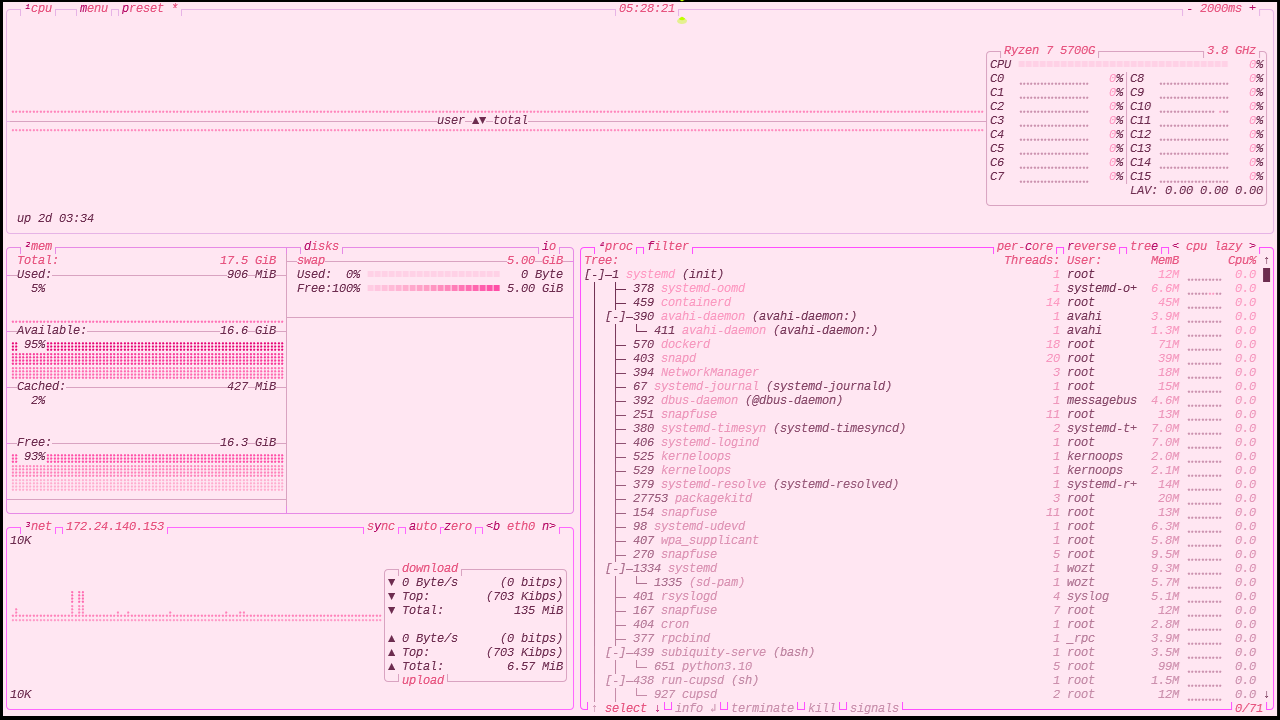 ¹cpu menu preset * 05:28:21 - 2000ms +
Ryzen 7 5700G 3.8 GHz
CPU 0%
C0 0% C8 0%
C1 0% C9 0%
C2 0% C10 0%
user ▲▼ total
C3 0% C11 0%
C4 0% C12 0%
C5 0% C13 0%
C6 0% C14 0%
C7 0% C15 0%
LAV: 0.00 0.00 0.00
up 2d 03:34
²mem
Total: 17.5 GiB
Used: 906 MiB
5%
Available: 16.6 GiB
95%
Cached: 427 MiB
2%
Free: 16.3 GiB
93%
disks io
swap 5.00 GiB
Used: 0% 0 Byte
Free:100% 5.00 GiB
³net 172.24.140.153 sync auto zero <b eth0 n>
10K
download
▼ 0 Byte/s (0 bitps)
▼ Top: (703 Kibps)
▼ Total: 135 MiB
▲ 0 Byte/s (0 bitps)
▲ Top: (703 Kibps)
▲ Total: 6.57 MiB
upload
10K
⁴proc filter per-core reverse tree < cpu lazy >
Tree: Threads: User: MemB Cpu% ↑
[-]─1 systemd (init) 1 root 12M 0.0
├─ 378 systemd-oomd 1 systemd-o+ 6.6M 0.0
├─ 459 containerd 14 root 45M 0.0
[-]─390 avahi-daemon (avahi-daemon:) 1 avahi 3.9M 0.0
└─ 411 avahi-daemon (avahi-daemon:) 1 avahi 1.3M 0.0
├─ 570 dockerd 18 root 71M 0.0
├─ 403 snapd 20 root 39M 0.0
├─ 394 NetworkManager 3 root 18M 0.0
├─ 67 systemd-journal (systemd-journald) 1 root 15M 0.0
├─ 392 dbus-daemon (@dbus-daemon) 1 messagebus 4.6M 0.0
├─ 251 snapfuse 11 root 13M 0.0
├─ 380 systemd-timesyn (systemd-timesyncd) 2 systemd-t+ 7.0M 0.0
├─ 406 systemd-logind 1 root 7.0M 0.0
├─ 525 kerneloops 1 kernoops 2.0M 0.0
├─ 529 kerneloops 1 kernoops 2.1M 0.0
├─ 379 systemd-resolve (systemd-resolved) 1 systemd-r+ 14M 0.0
├─ 27753 packagekitd 3 root 20M 0.0
├─ 154 snapfuse 11 root 13M 0.0
├─ 98 systemd-udevd 1 root 6.3M 0.0
├─ 407 wpa_supplicant 1 root 5.8M 0.0
├─ 270 snapfuse 5 root 9.5M 0.0
[-]─1334 systemd 1 wozt 9.3M 0.0
└─ 1335 (sd-pam) 1 wozt 5.7M 0.0
├─ 401 rsyslogd 4 syslog 5.1M 0.0
├─ 167 snapfuse 7 root 12M 0.0
├─ 404 cron 1 root 2.8M 0.0
├─ 377 rpcbind 1 _rpc 3.9M 0.0
[-]─439 subiquity-serve (bash) 1 root 3.5M 0.0
└─ 651 python3.10 5 root 99M 0.0
[-]─438 run-cupsd (sh) 1 root 1.5M 0.0
└─ 927 cupsd 2 root 12M 0.0 ↓
↑ select ↓ info ↲ terminate kill signals 0/71